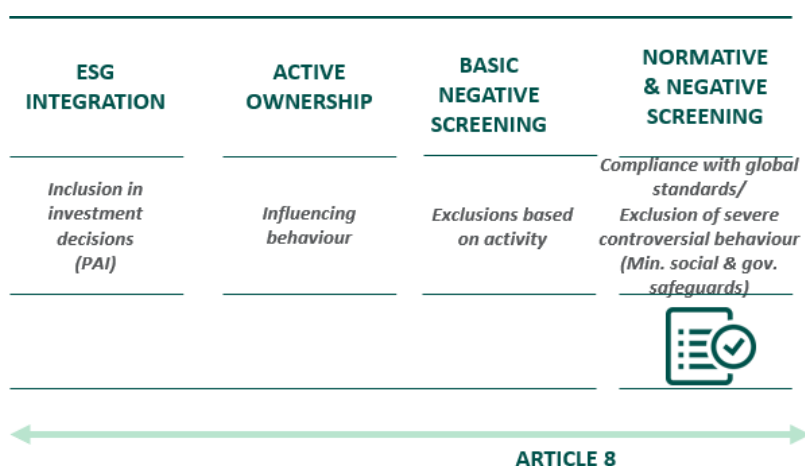 ESG
INTEGRATION
ACTIVE
OWNERSHIP
BASIC
NEGATIVE
SCREENING
NORMATIVE
& NEGATIVE
SCREENING
Inclusion in
investment
decisions
(PAI)
Influencing
behaviour
Exclusions based
on activity
Compliance with global
standards/
Exclusion of severe
controversial behaviour
(Min. social & gov.
safeguards)
ARTICLE 8